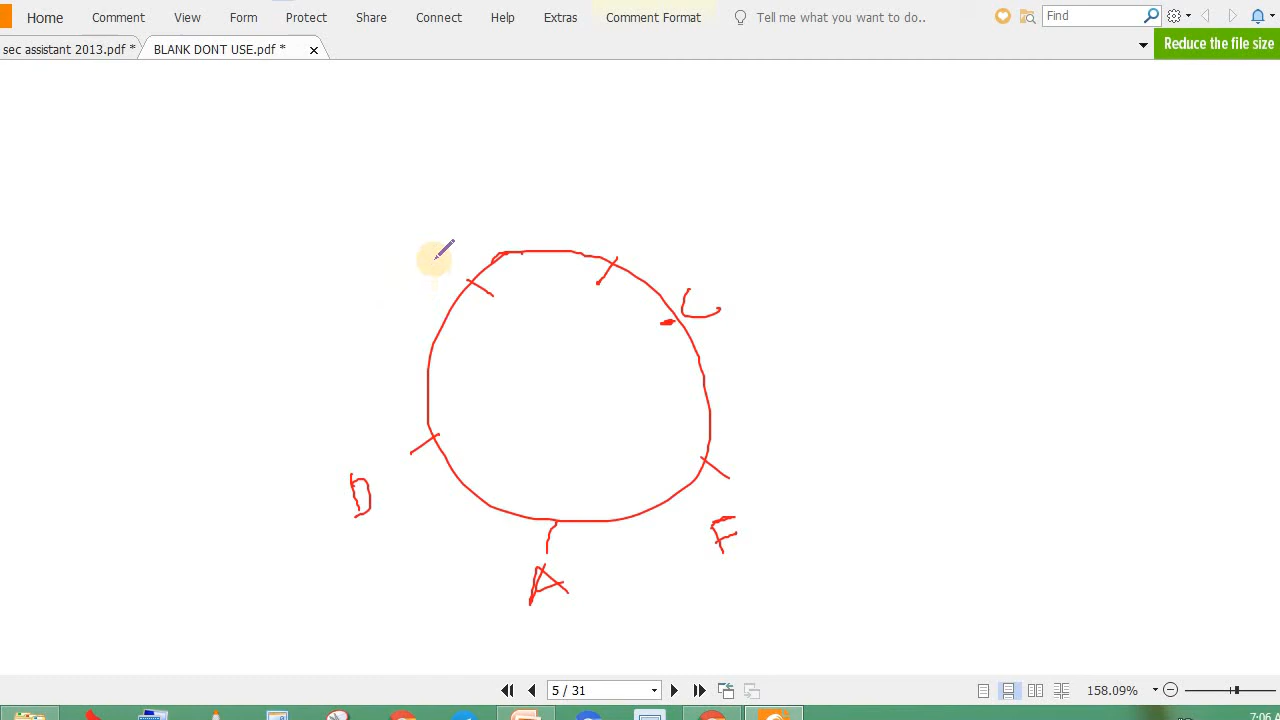 Home Comment View Form Protect Share Connect Help Extras Comment Format Tell me what you want to do.. Find
sec assistant 2013.pdf * BLANK DONT USE.pdf * Reduce the file size
C
D
F
A
5 / 31 158.09%